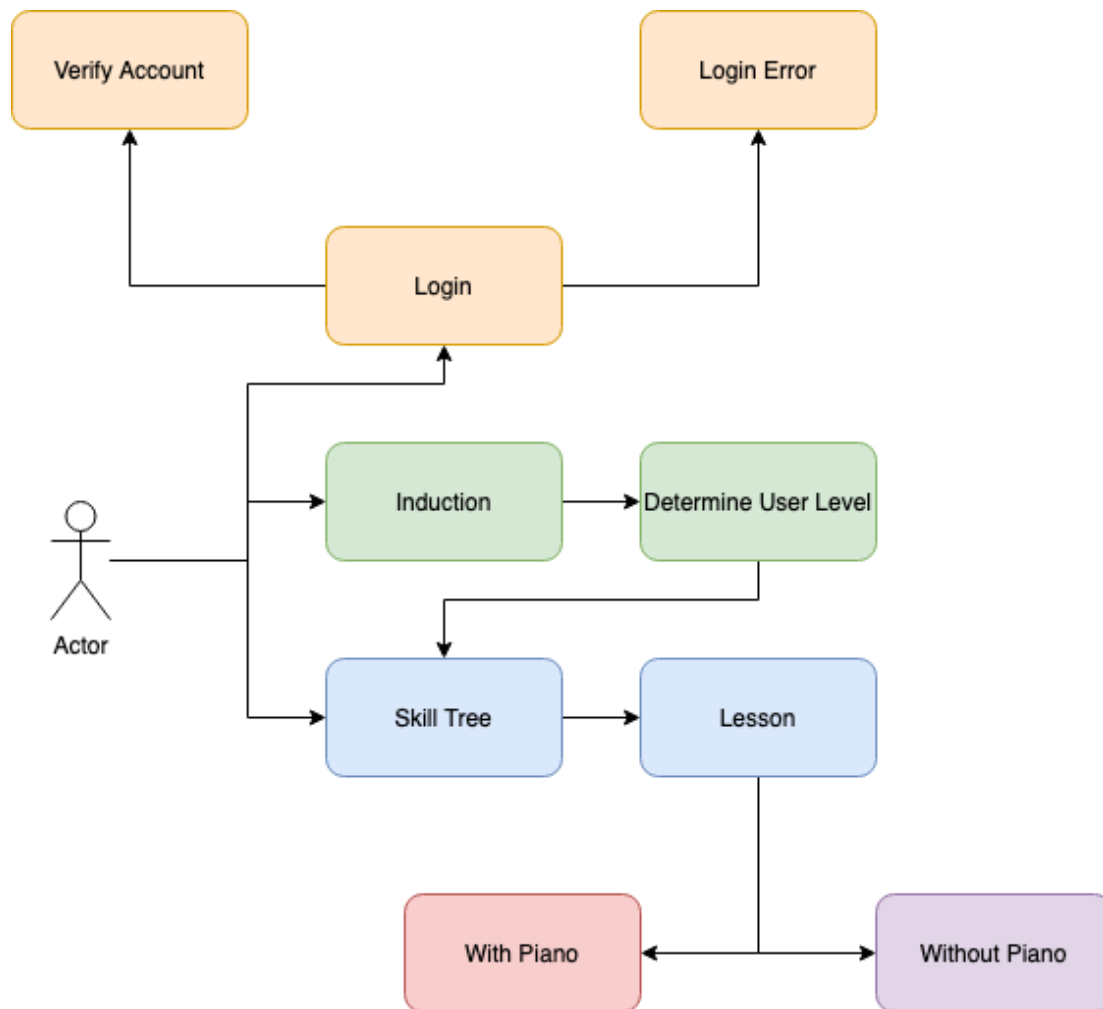 Verify Account
Login Error
Login
Induction
Determine User Level
Actor
Skill Tree
Lesson
With Piano
Without Piano